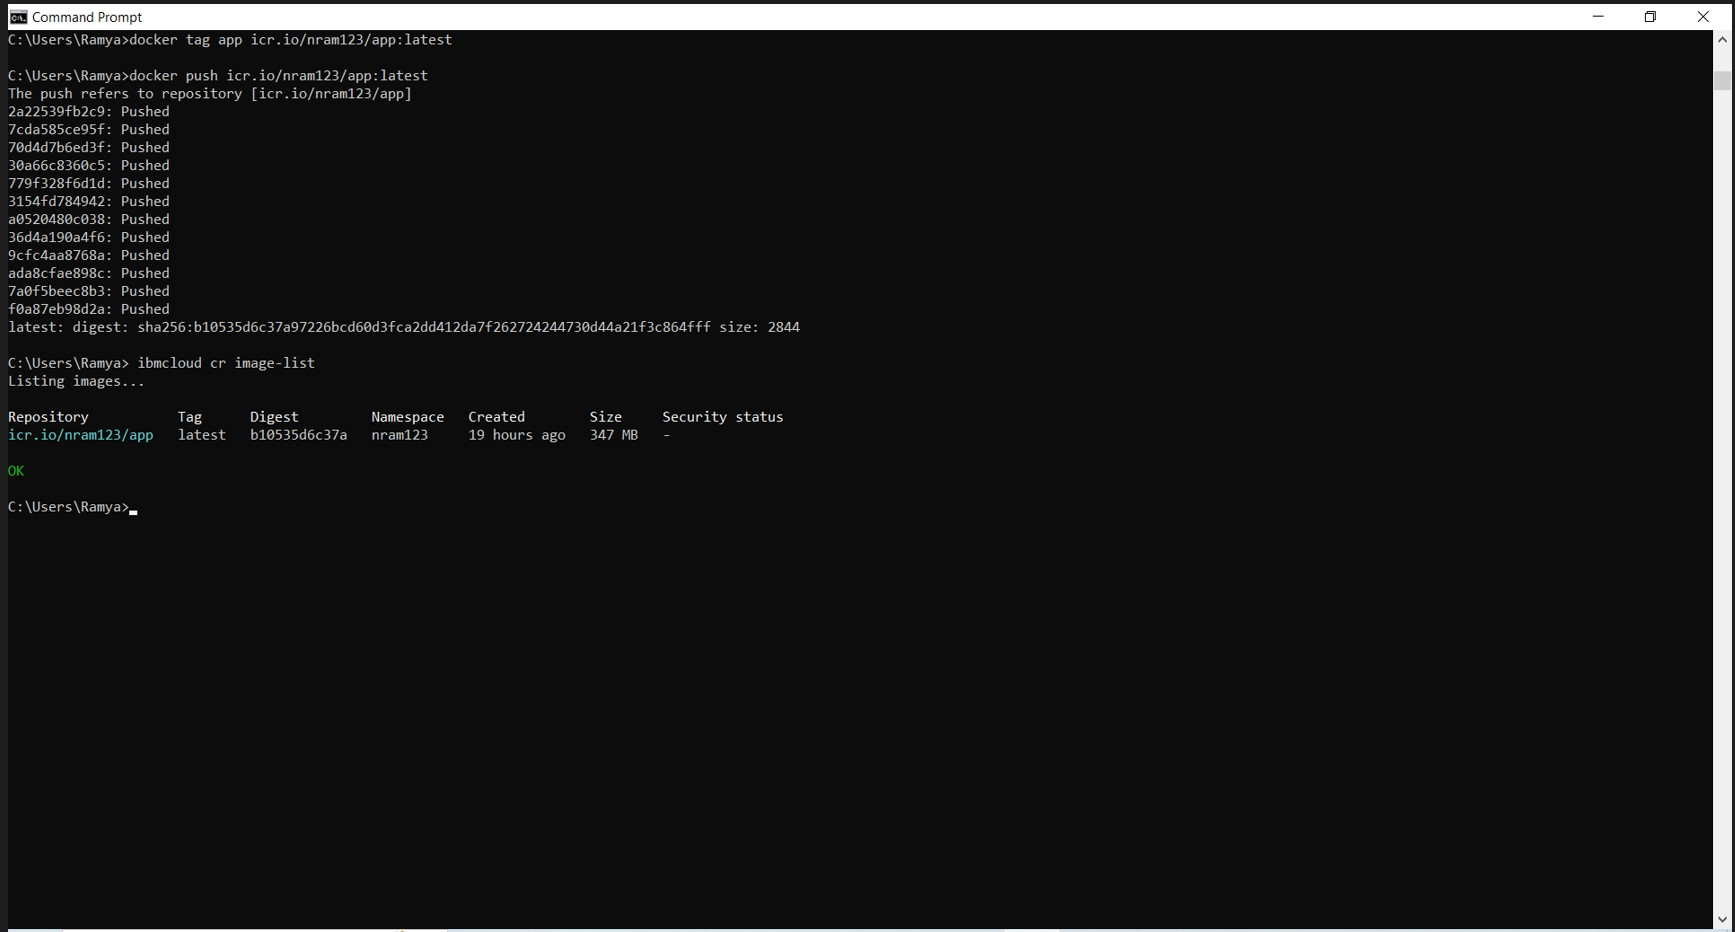 Command Prompt
C:\Users\Ramya>docker tag app icr.io/nram123/app:latest
C:\Users\Ramya>docker push icr.io/nram123/app:latest
The push refers to repository [icr.io/nram123/app]
2a22539fb2c9: Pushed
7cda585ce95f: Pushed
70d4d7b6ed3f: Pushed
30a66c8360c5: Pushed
779f328f6d1d: Pushed
3154fd784942: Pushed
a0520480c038: Pushed
36d4a190a4f6: Pushed
9cfc4aa8768a: Pushed
ada8cfae898c: Pushed
7a0f5beec8b3: Pushed
f0a87eb98d2a: Pushed
latest: digest: sha256:b10535d6c37a97226bcd60d3fca2dd412da7f262724244730d44a21f3c864fff size: 2844
C:\Users\Ramya> ibmcloud cr image-list
Listing images...
Repository Tag Digest Namespace Created Size Security status
icr.io/nram123/app latest b10535d6c37a nram123 19 hours ago 347 MB -
OK
C:\Users\Ramya>